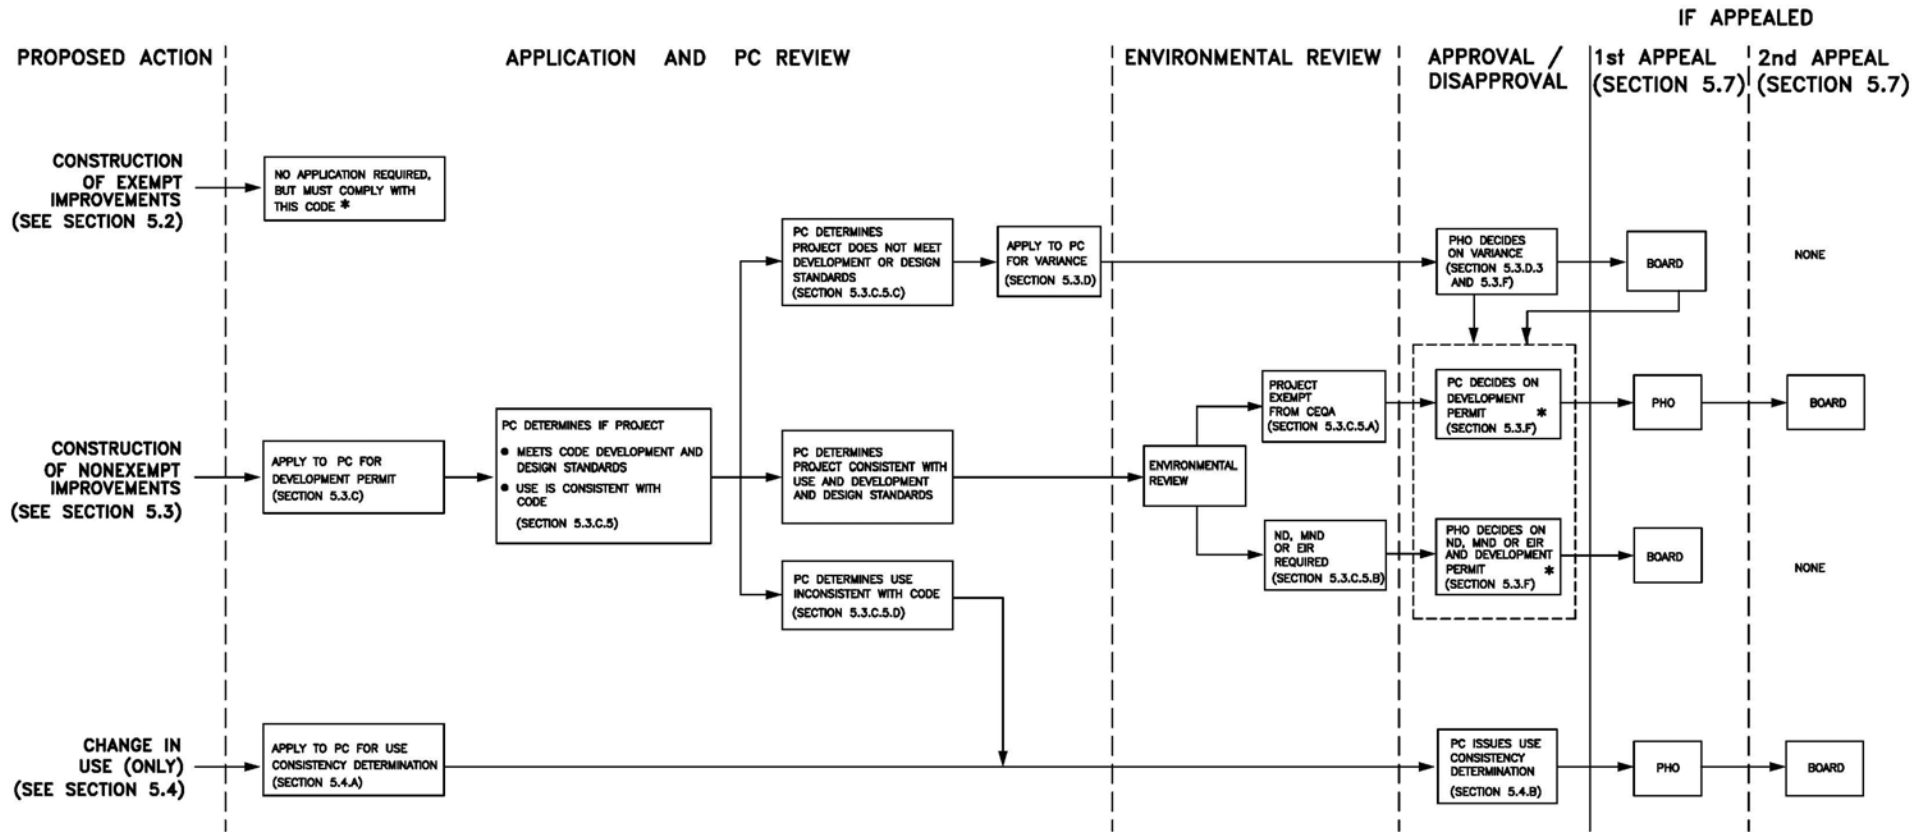 IF APPEALED
PROPOSED ACTION
APPLICATION AND PC REVIEW
ENVIRONMENTAL REVIEW
APPROVAL /
DISAPPROVAL
1st APPEAL
(SECTION 5.7)
2nd APPEAL
(SECTION 5.7)
CONSTRUCTION
OF EXEMPT
IMPROVEMENTS
(SEE SECTION 5.2)
NO APPLICATION REQUIRED,
BUT MUST COMPLY WITH
THIS CODE *
PC DETERMINES
PROJECT DOES NOT MEET
DEVELOPMENT OR DESIGN
STANDARDS
(SECTION 5.3.C.5.C)
APPLY TO PC
FOR VARIANCE
(SECTION 5.3.D)
PHO DECIDES
ON VARIANCE
(SECTION 5.3.D.3
AND 5.3.F)
BOARD
NONE
CONSTRUCTION
OF NONEXEMPT
IMPROVEMENTS
(SEE SECTION 5.3)
APPLY TO PC FOR
DEVELOPMENT PERMIT
(SECTION 5.3.C)
PC DETERMINES IF PROJECT
● MEETS CODE DEVELOPMENT AND
DESIGN STANDARDS
● USE IS CONSISTENT WITH
CODE
(SECTION 5.3.C.5)
PC DETERMINES
PROJECT CONSISTENT WITH
USE AND DEVELOPMENT
AND DESIGN STANDARDS
ENVIRONMENTAL
REVIEW
PROJECT
EXEMPT
FROM CEQA
(SECTION 5.3.C.5.A)
PC DECIDES ON
DEVELOPMENT
PERMIT *
(SECTION 5.3.F)
PHO
BOARD
ND, MND
OR EIR
REQUIRED
(SECTION 5.3.C.5.B)
PHO DECIDES ON
ND, MND OR EIR
AND DEVELOPMENT
PERMIT *
(SECTION 5.3.F)
BOARD
NONE
PC DETERMINES USE
INCONSISTENT WITH CODE
(SECTION 5.3.C.5.D)
CHANGE IN
USE (ONLY)
(SEE SECTION 5.4)
APPLY TO PC FOR USE
CONSISTENCY DETERMINATION
(SECTION 5.4.A)
PC ISSUES USE
CONSISTENCY
DETERMINATION
(SECTION 5.4.B)
PHO
BOARD